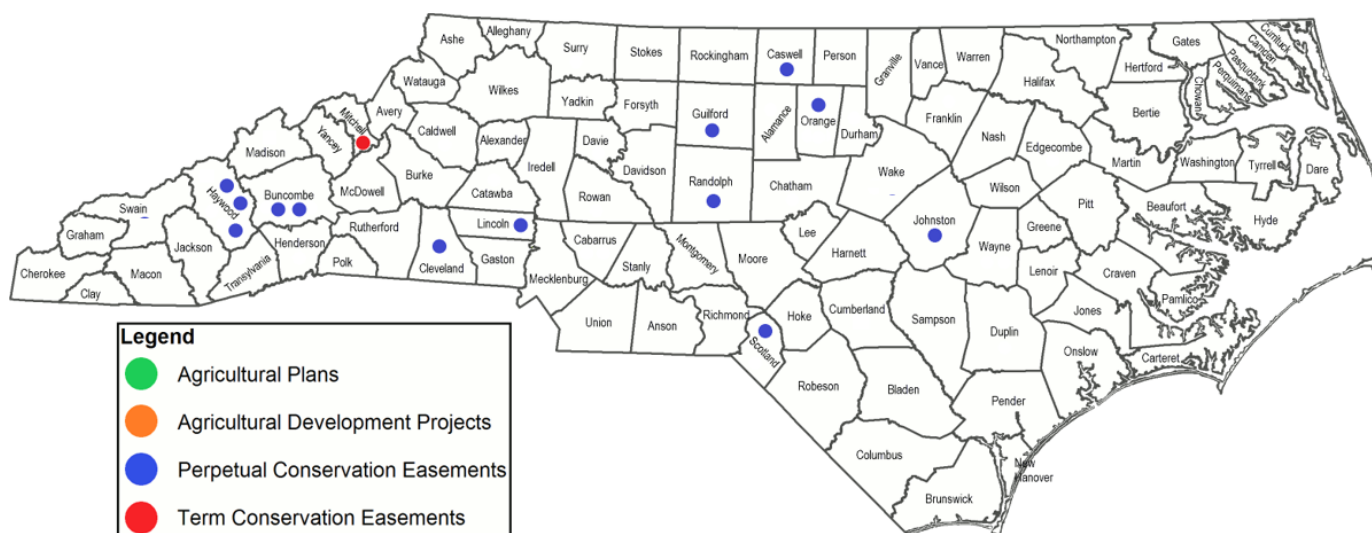 Ashe
Alleghany
Surry
Stokes
Rockingham
Caswell
Person
Granville
Vance
Warren
Northampton
Gates
Currituck
Camden
Pasquotank
Perquimans
Chowan
Hertford
Halifax
Watauga
Wilkes
Yadkin
Forsyth
Guilford
Alamance
Orange
Durham
Franklin
Nash
Bertie
Mitchell
Avery
Yancey
Caldwell
Alexander
Davie
Iredell
Davidson
Edgecombe
Martin
Washington
Tyrrell
Dare
Madison
McDowell
Burke
Catawba
Rowan
Randolph
Chatham
Wake
Wilson
Pitt
Beaufort
Hyde
Haywood
Buncombe
Swain
Graham
Jackson
Rutherford
Lincoln
Cleveland
Gaston
Cabarrus
Stanly
Montgomery
Moore
Lee
Harnett
Johnston
Wayne
Greene
Lenoir
Craven
Pamlico
Cherokee
Clay
Macon
Transylvania
Henderson
Polk
Mecklenburg
Union
Anson
Richmond
Scotland
Hoke
Cumberland
Sampson
Duplin
Jones
Onslow
Carteret
Robeson
Bladen
Pender
Columbus
Brunswick
New
Hanover
Legend
Agricultural Plans
Agricultural Development Projects
Perpetual Conservation Easements
Term Conservation Easements